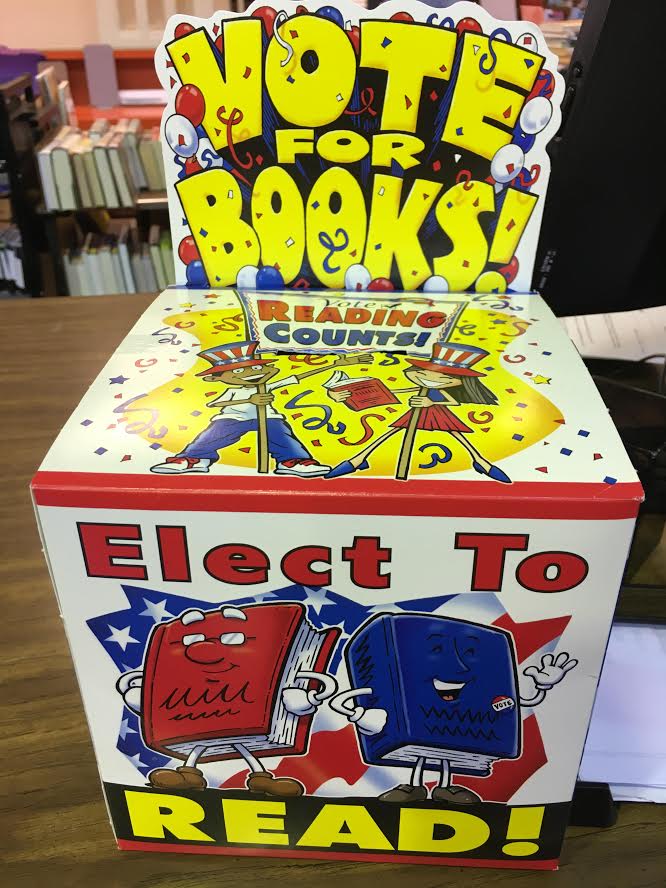 VOTE
FOR
BOOKS!
Vote
READING
COUNTS!
Elect To
VOTE
READ!